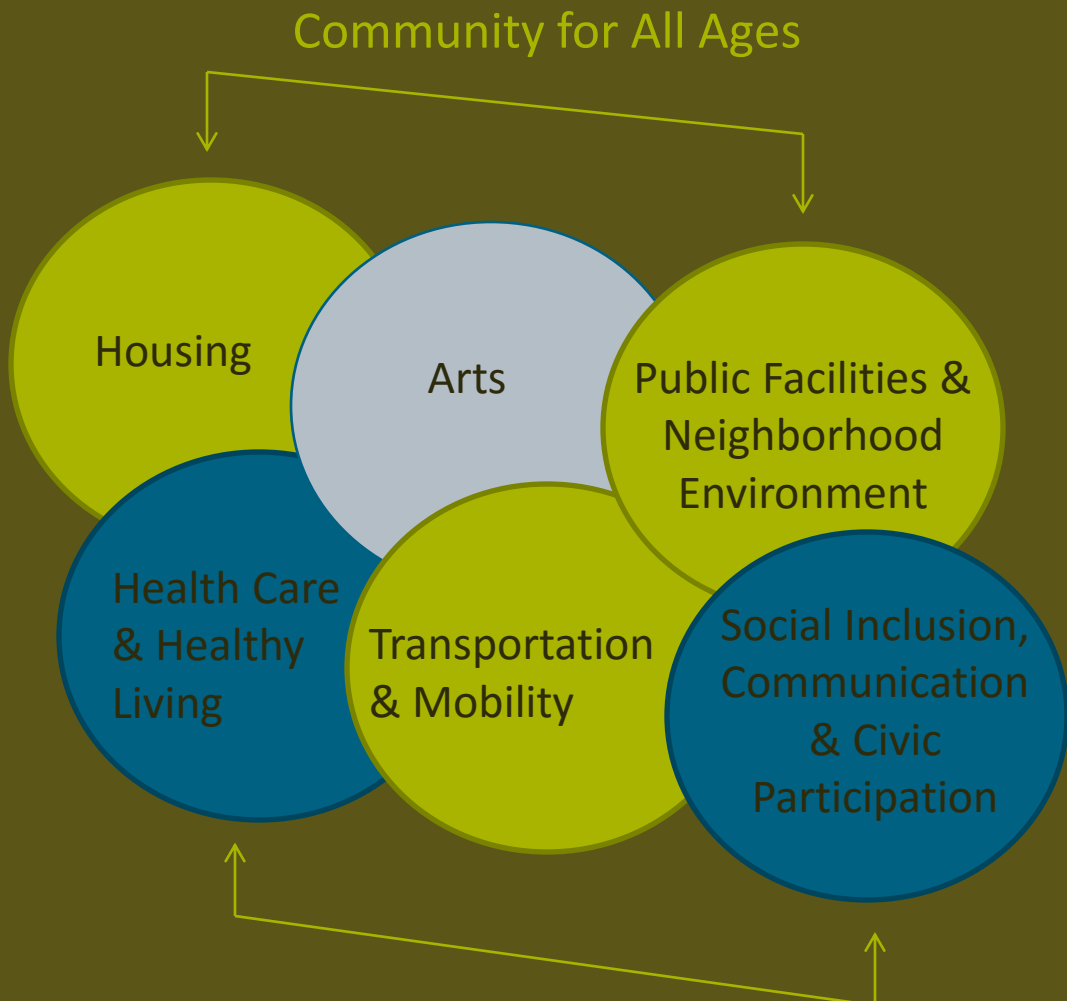 Community for All Ages
Housing
Arts
Public Facilities &
Neighborhood
Environment
Health Care
& Healthy
Living
Transportation
& Mobility
Social Inclusion,
Communication
& Civic
Participation